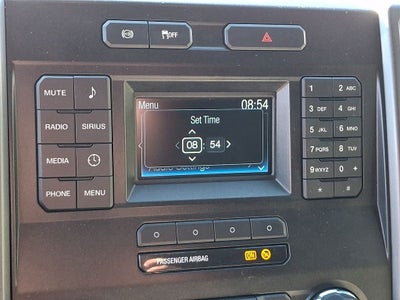 OFF
MUTE
RADIO SIRIUS
MEDIA
PHONE MENU
Menu 08:54
Set Time
08 : 54
Audio Settings
1 2 ABC
3 DEF 4 GHI
5 JKL 6 MNO
7 PQRS 8 TUV
9 WXYZ 0
* #
PASSENGER AIRBAG ON